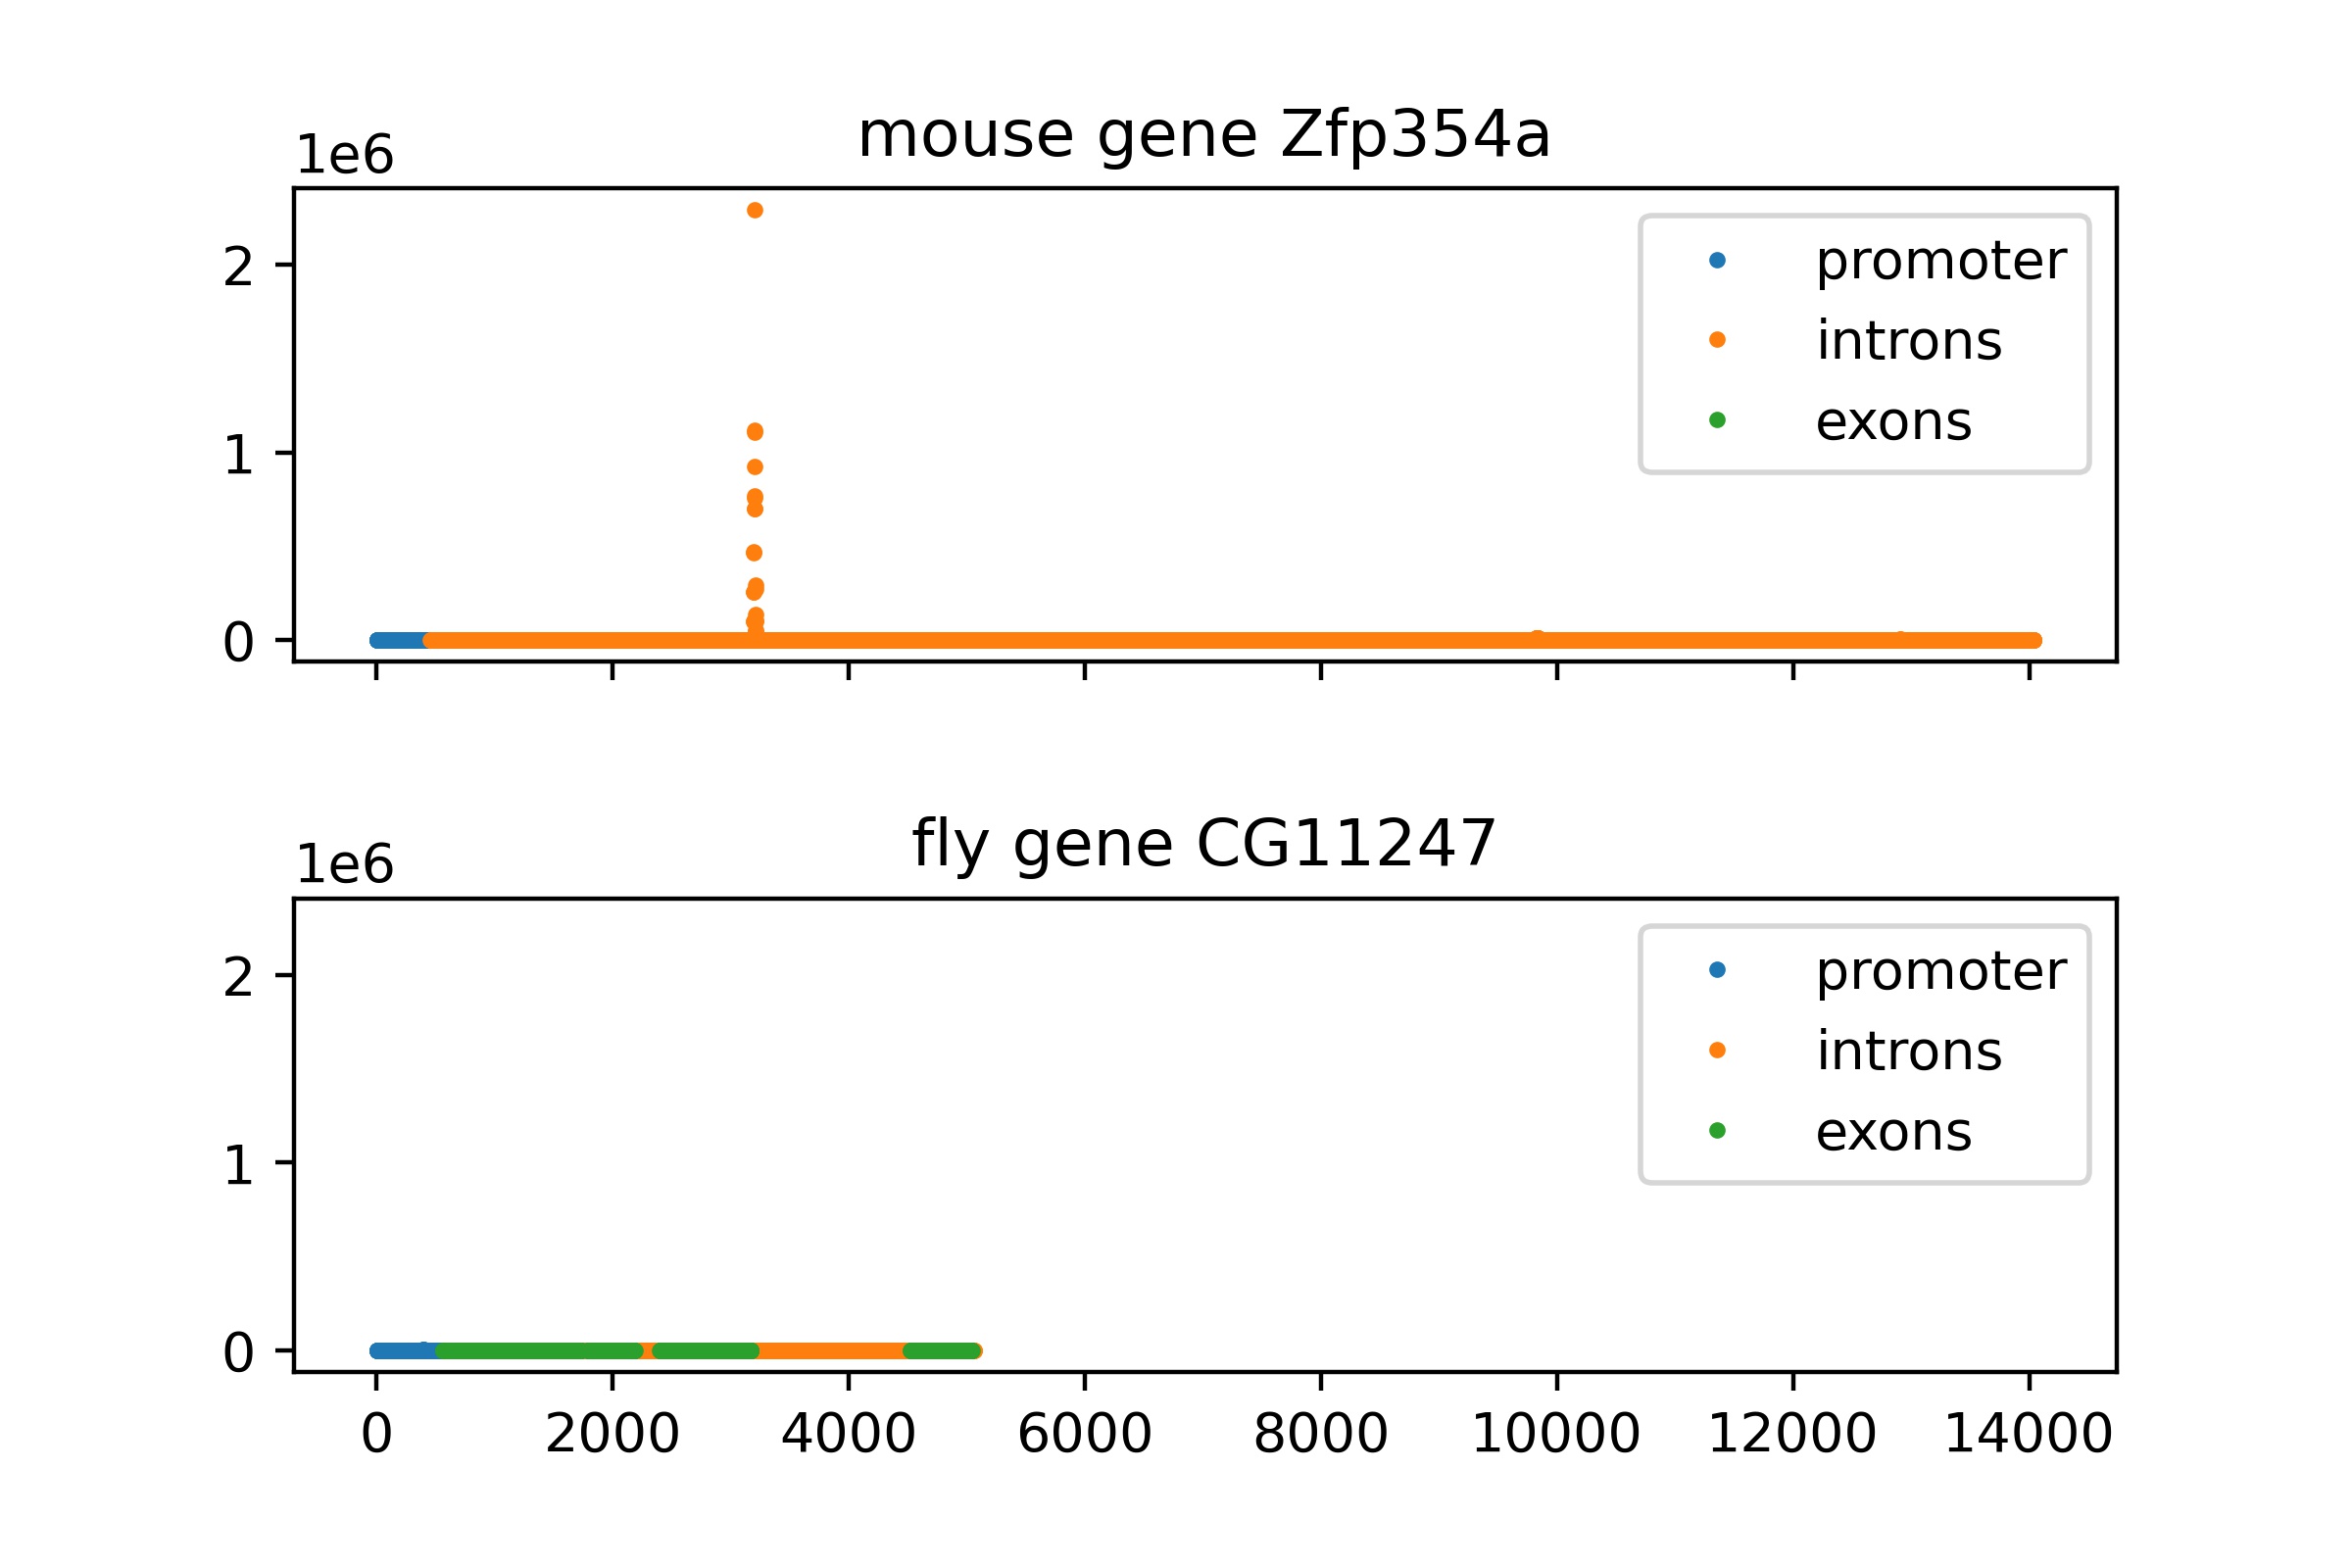 mouse gene Zfp354a
1e6
2
1
0
promoter
introns
exons
fly gene CG11247
1e6
2
1
0
promoter
introns
exons
0 2000 4000 6000 8000 10000 12000 14000